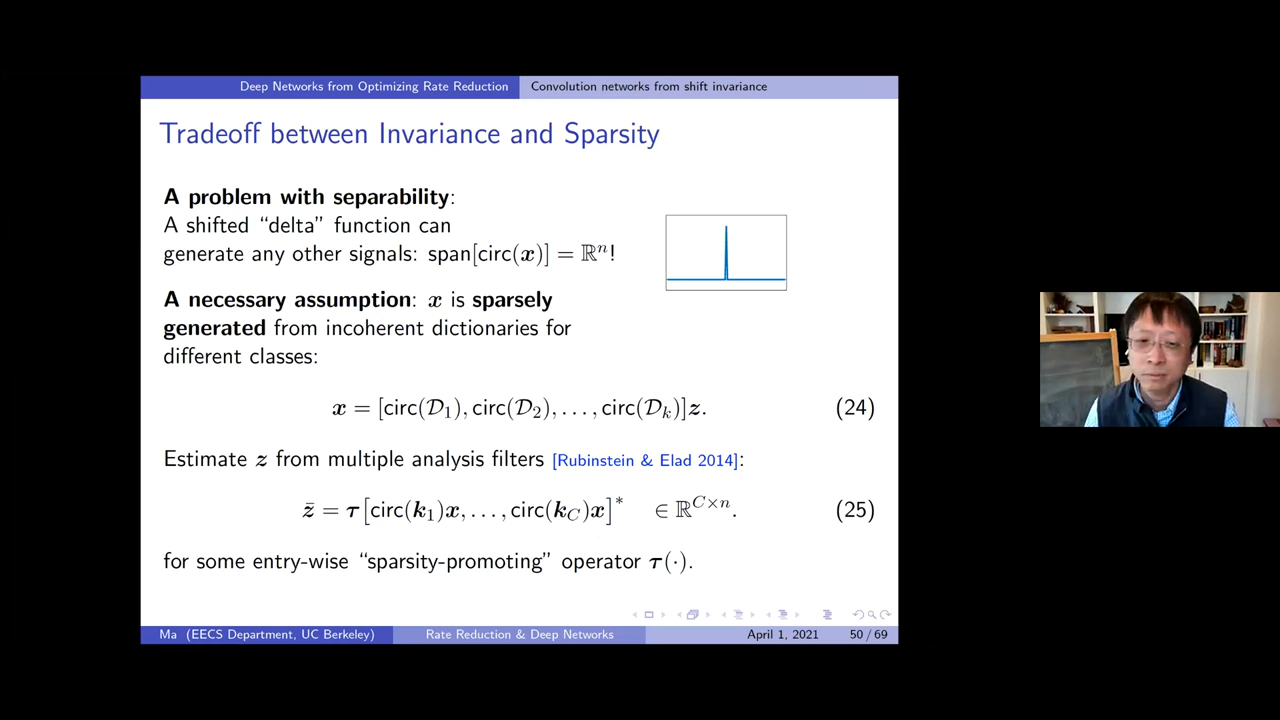 Deep Networks from Optimizing Rate Reduction Convolution networks from shift invariance
Tradeoff between Invariance and Sparsity
A problem with separability:
A shifted “delta” function can
generate any other signals: span[circ(x)] = ℝⁿ!
A necessary assumption: x is sparsely
generated from incoherent dictionaries for
different classes:
x = [circ(𝒟₁), circ(𝒟₂), . . . , circ(𝒟ₖ)]z. (24)
Estimate z from multiple analysis filters [Rubinstein & Elad 2014]:
z̄ = τ[circ(k₁)x, . . . , circ(k_C)x]* ∈ ℝ^{C×n}. (25)
for some entry-wise “sparsity-promoting” operator τ(·).
Ma (EECS Department, UC Berkeley) Rate Reduction & Deep Networks April 1, 2021 50 / 69